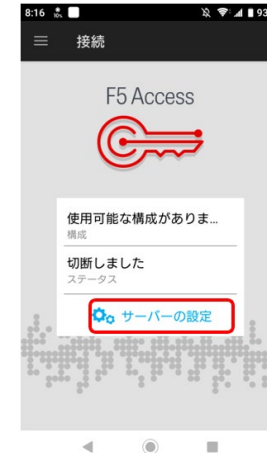 8:16 93
接続
F5 Access
使用可能な構成がありま...
構成
切断しました
ステータス
サーバーの設定